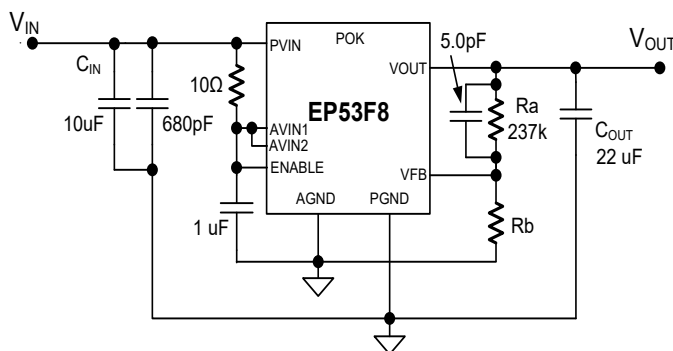 VIN
VOUT
CIN
10uF
680pF
10Ω
1 uF
PVIN
POK
VOUT
EP53F8
AVIN1
AVIN2
ENABLE
VFB
AGND
PGND
5.0pF
Ra
237k
Rb
COUT
22 uF